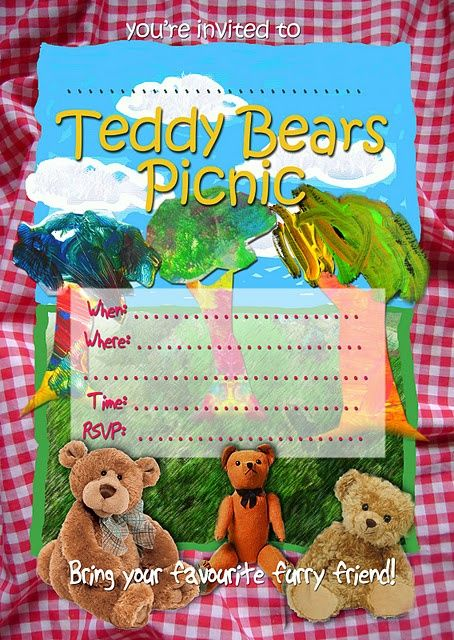 you're invited to
........................................
Teddy Bears
Picnic
When: ..............................
Where: ..............................
........................................
Time: ..............................
RSVP: ..............................
Bring your favourite furry friend!